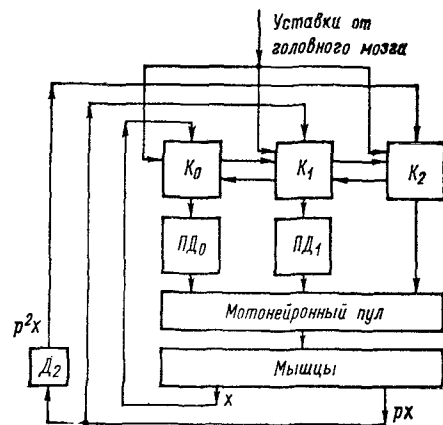 Уставки от
головного мозга
K₀
K₁
K₂
ПД₀
ПД₁
Мотонейронный пул
p²x
Д₂
Мышцы
x
px